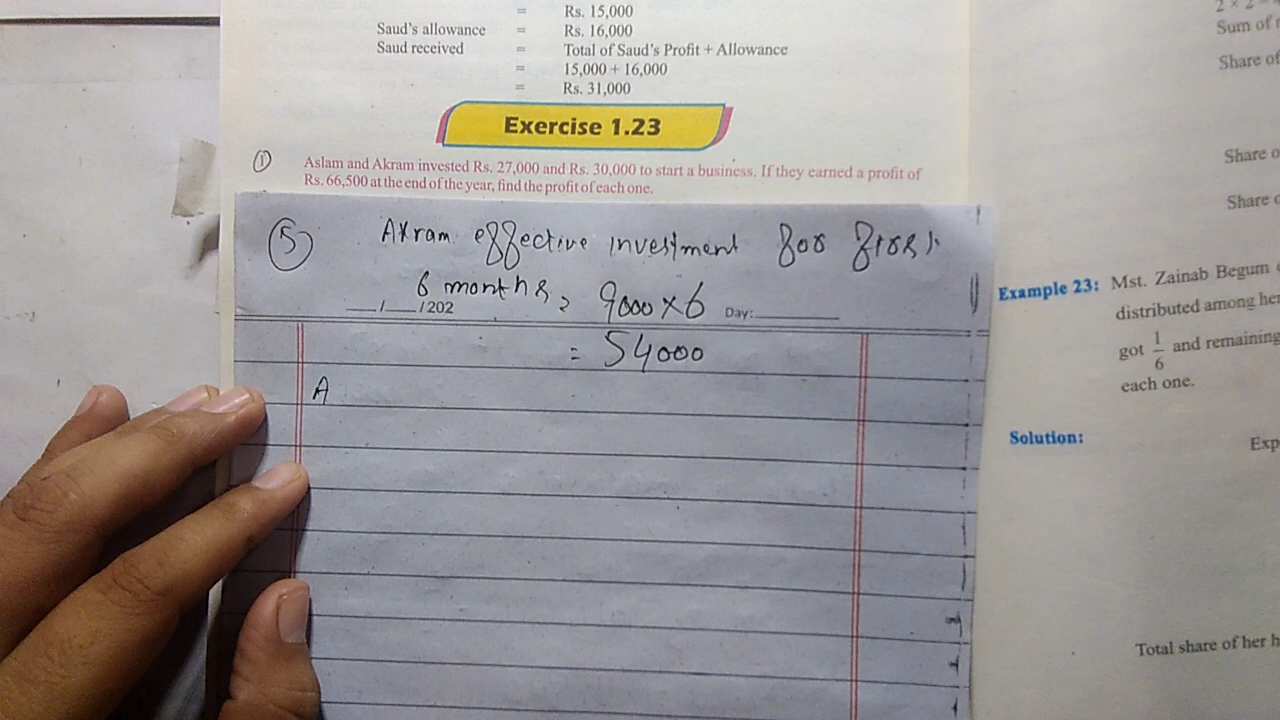 = Rs. 15,000
Saud's allowance = Rs. 16,000
Saud received = Total of Saud's Profit + Allowance
= 15,000 + 16,000
= Rs. 31,000
Exercise 1.23
① Aslam and Akram invested Rs. 27,000 and Rs. 30,000 to start a business. If they earned a profit of
Rs. 66,500 at the end of the year, find the profit of each one.
⑤ Akram effective investment for first
6 months = 9000 × 6
__/__/202 Day:
= 54000
A
2 × 2
Sum of
Share of
Share o
Share o
Example 23: Mst. Zainab Begum
distributed among her
got 1/6 and remaining
each one.
Solution:
Exp
Total share of her h